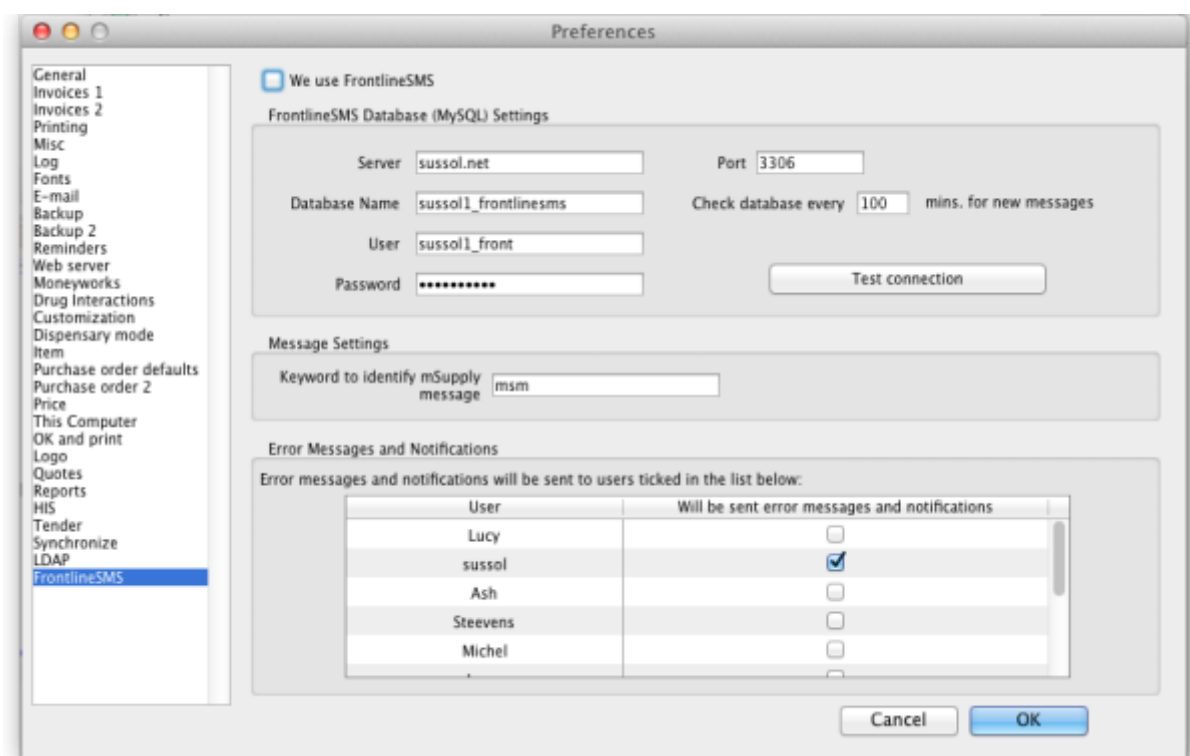 Preferences
General
Invoices 1
Invoices 2
Printing
Misc
Log
Fonts
E-mail
Backup
Backup 2
Reminders
Web server
Moneyworks
Drug Interactions
Customization
Dispensary mode
Item
Purchase order defaults
Purchase order 2
Price
This Computer
OK and print
Logo
Quotes
Reports
HIS
Tender
Synchronize
LDAP
FrontlineSMS
We use FrontlineSMS
FrontlineSMS Database (MySQL) Settings
Server sussol.net Port 3306
Database Name sussol1_frontlinesms Check database every 100 mins. for new messages
User sussol1_front
Password •••••••••• Test connection
Message Settings
Keyword to identify mSupply
message msm
Error Messages and Notifications
Error messages and notifications will be sent to users ticked in the list below:
User Will be sent error messages and notifications
Lucy
sussol
Ash
Steevens
Michel
Cancel OK